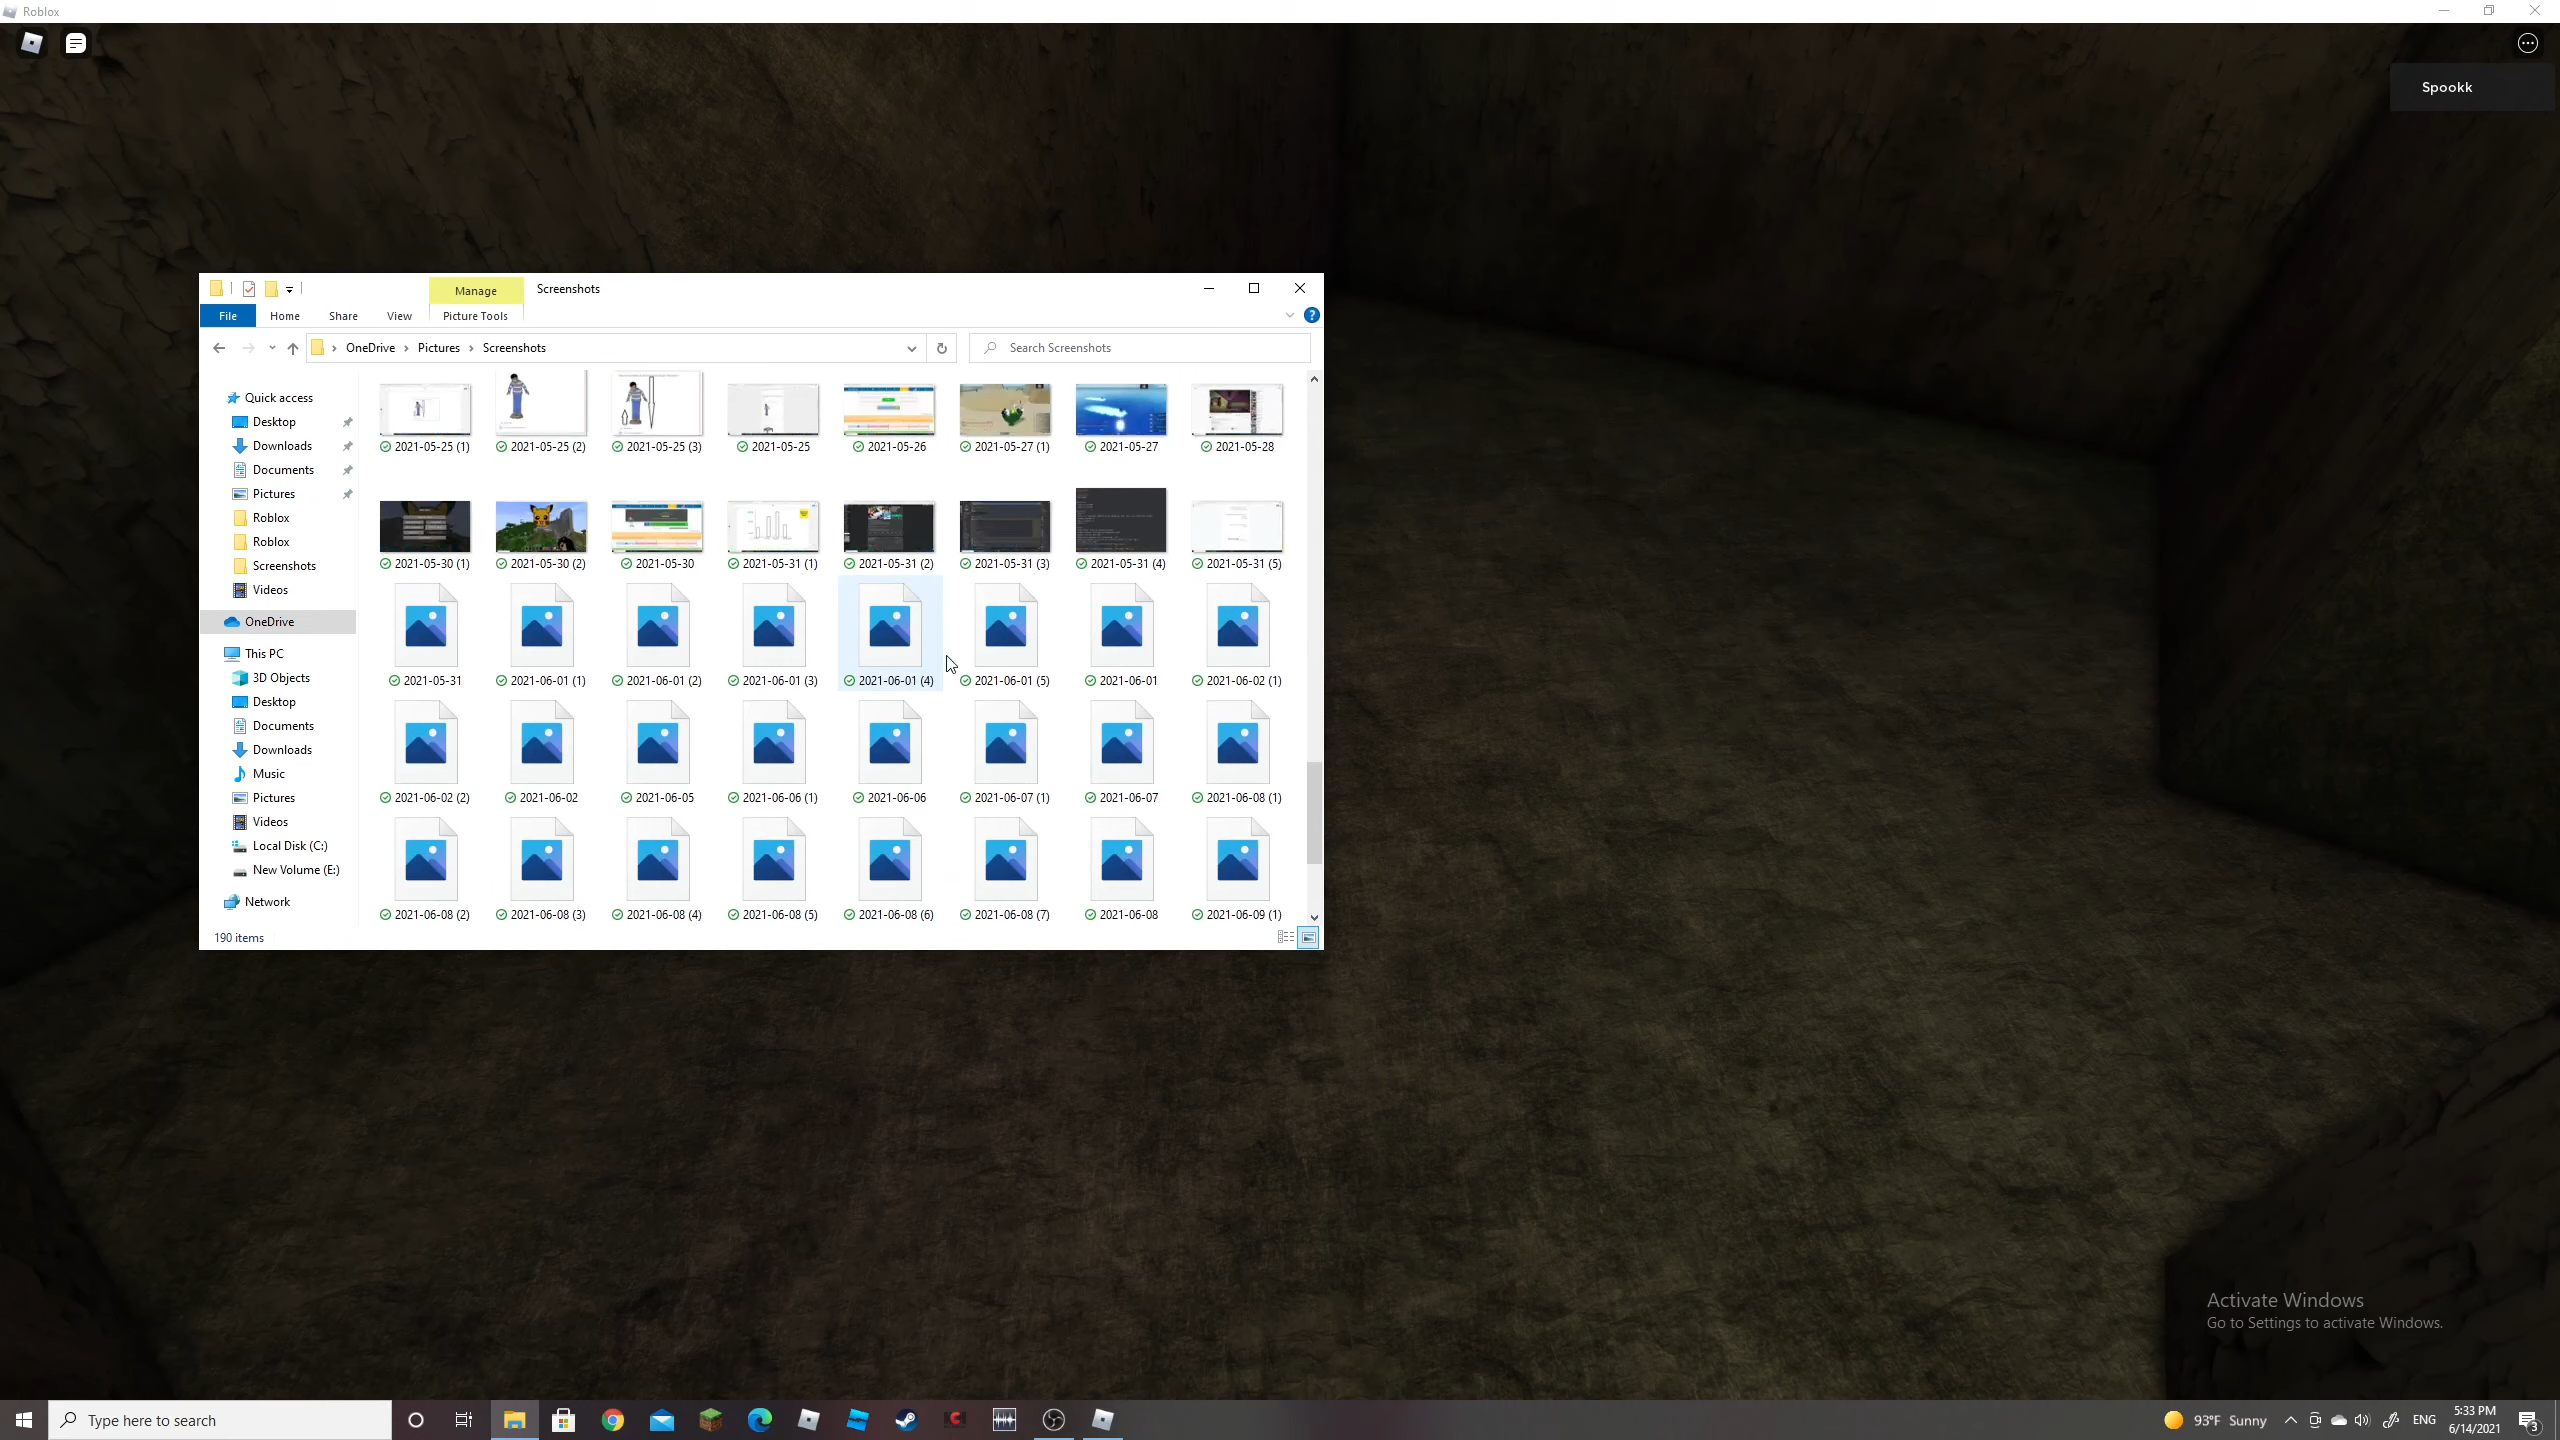 Roblox
Spookk
Manage
Screenshots
File
Home
Share
View
Picture Tools
OneDrive
Pictures
Screenshots
Search Screenshots
Quick access
Desktop
Downloads
Documents
Pictures
Roblox
Roblox
Screenshots
Videos
OneDrive
This PC
3D Objects
Desktop
Documents
Downloads
Music
Pictures
Videos
Local Disk (C:)
New Volume (E:)
Network
2021-05-25 (1)
2021-05-25 (2)
2021-05-25 (3)
2021-05-25
2021-05-26
2021-05-27 (1)
2021-05-27
2021-05-28
2021-05-30 (1)
2021-05-30 (2)
2021-05-30
2021-05-31 (1)
2021-05-31 (2)
2021-05-31 (3)
2021-05-31 (4)
2021-05-31 (5)
2021-05-31
2021-06-01 (1)
2021-06-01 (2)
2021-06-01 (3)
2021-06-01 (4)
2021-06-01 (5)
2021-06-01
2021-06-02 (1)
2021-06-02 (2)
2021-06-02
2021-06-05
2021-06-06 (1)
2021-06-06
2021-06-07 (1)
2021-06-07
2021-06-08 (1)
2021-06-08 (2)
2021-06-08 (3)
2021-06-08 (4)
2021-06-08 (5)
2021-06-08 (6)
2021-06-08 (7)
2021-06-08
2021-06-09 (1)
190 items
Activate Windows
Go to Settings to activate Windows.
Type here to search
93°F Sunny
ENG
5:33 PM
6/14/2021
3